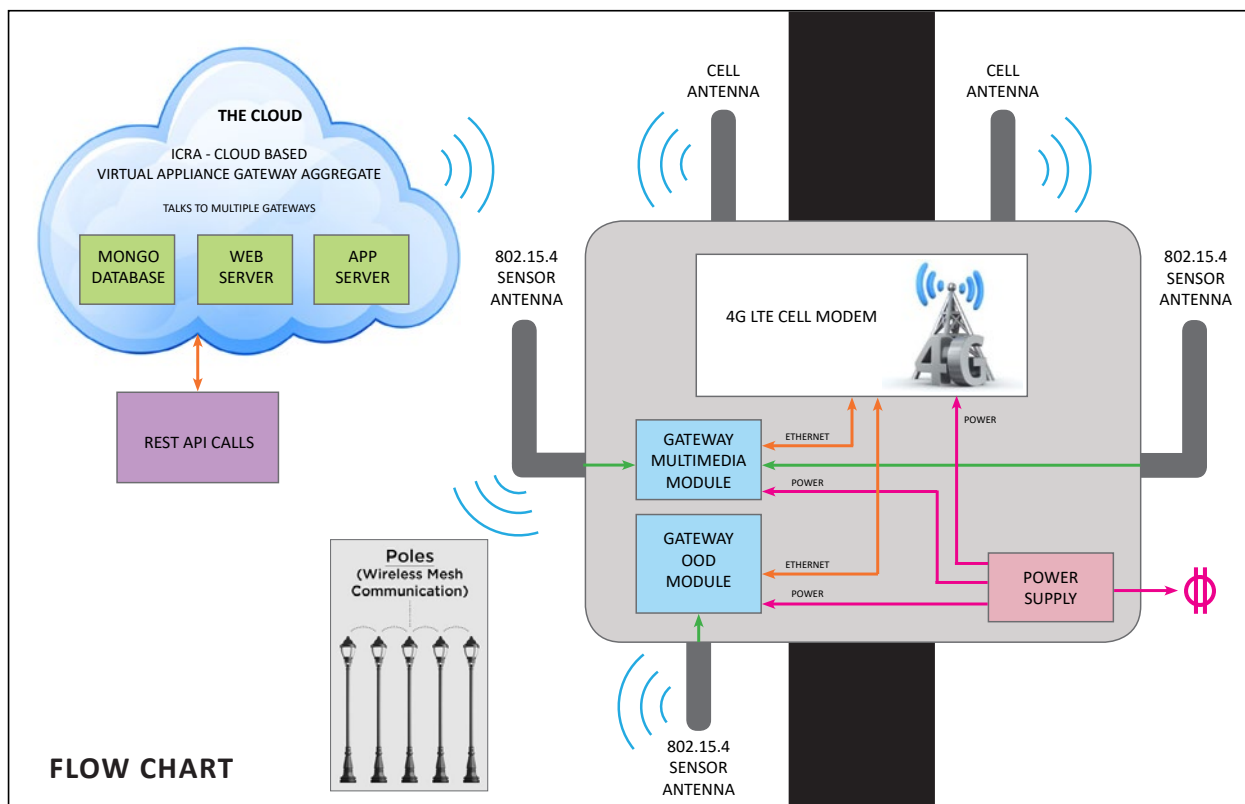 THE CLOUD
ICRA - CLOUD BASED
VIRTUAL APPLIANCE GATEWAY AGGREGATE
TALKS TO MULTIPLE GATEWAYS
MONGO
DATABASE
WEB
SERVER
APP
SERVER
REST API CALLS
CELL
ANTENNA
CELL
ANTENNA
802.15.4
SENSOR
ANTENNA
802.15.4
SENSOR
ANTENNA
4G LTE CELL MODEM
4G
GATEWAY
MULTIMEDIA
MODULE
ETHERNET
POWER
POWER
GATEWAY
OOD
MODULE
ETHERNET
POWER
POWER
SUPPLY
Poles
(Wireless Mesh
Communication)
802.15.4
SENSOR
ANTENNA
FLOW CHART